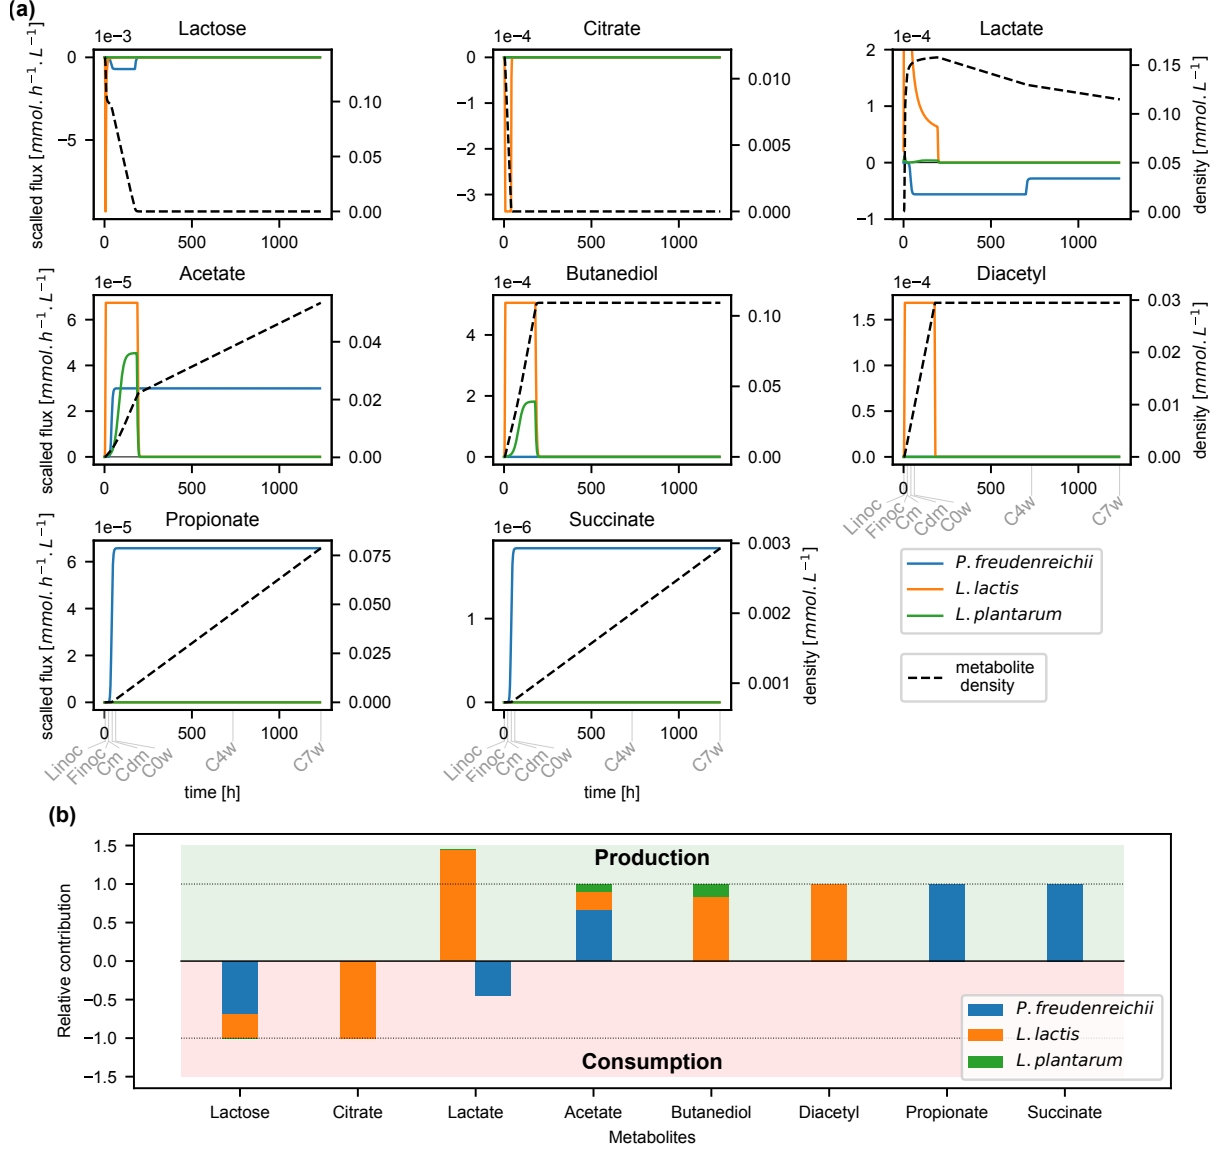 (a)
Lactose
Citrate
Lactate
1e−3
1e−4
2
1e−4
0
−5
0.10
0.05
0.00
0
−1
−2
−3
0.010
0.005
0.000
1
0
−1
0.15
0.10
0.05
0.00
scalled flux [mmol. h⁻¹. L⁻¹]
density [mmol. L⁻¹]
0
500
1000
0
500
1000
0
500
1000
Acetate
Butanediol
Diacetyl
1e−5
1e−4
1e−4
6
4
2
0
0.04
0.02
0.00
4
2
0
0.10
0.05
0.00
1.5
1.0
0.5
0.0
0.03
0.02
0.01
0.00
scalled flux [mmol. h⁻¹. L⁻¹]
density [mmol. L⁻¹]
0
500
1000
0
500
1000
0
500
1000
Linoc
Finoc
Cm
Cdm
C0w
C4w
C7w
Propionate
Succinate
1e−5
1e−6
6
4
2
0
0.075
0.050
0.025
0.000
1
0
0.003
0.002
0.001
scalled flux [mmol. h⁻¹. L⁻¹]
density [mmol. L⁻¹]
0
500
1000
0
500
1000
Linoc
Finoc
Cm
Cdm
C0w
C4w
C7w
Linoc
Finoc
Cm
Cdm
C0w
C4w
C7w
time [h]
time [h]
P. freudenreichii
L. lactis
L. plantarum
metabolite
density
(b)
Relative contribution
1.5
1.0
0.5
0.0
−0.5
−1.0
−1.5
Production
Consumption
P. freudenreichii
L. lactis
L. plantarum
Lactose
Citrate
Lactate
Acetate
Butanediol
Diacetyl
Propionate
Succinate
Metabolites